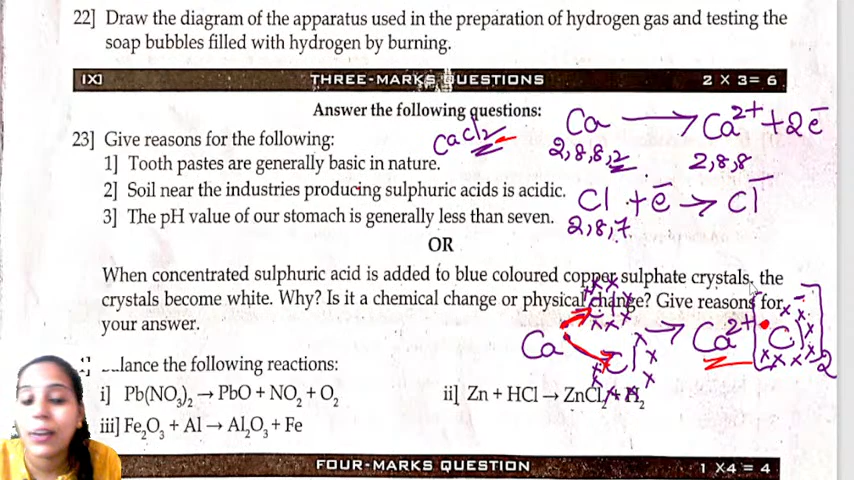 22] Draw the diagram of the apparatus used in the preparation of hydrogen gas and testing the
soap bubbles filled with hydrogen by burning.
IX] THREE-MARKS QUESTIONS 2 X 3= 6
Answer the following questions:
23] Give reasons for the following:
1] Tooth pastes are generally basic in nature.
2] Soil near the industries producing sulphuric acids is acidic.
3] The pH value of our stomach is generally less than seven.
CaCl₂
Ca → Ca²⁺ + 2e⁻
2,8,8,2 2,8,8
Cl + e⁻ → Cl⁻
2,8,7
OR
When concentrated sulphuric acid is added to blue coloured copper sulphate crystals, the
crystals become white. Why? Is it a chemical change or physical change? Give reasons for
your answer.
Ca Cl Cl → Ca²⁺ [Cl⁻]₂
lance the following reactions:
i] Pb(NO₃)₂ → PbO + NO₂ + O₂ ii] Zn + HCl → ZnCl₂ + H₂
iii] Fe₂O₃ + Al → Al₂O₃ + Fe
FOUR-MARKS QUESTION 1 X4 = 4